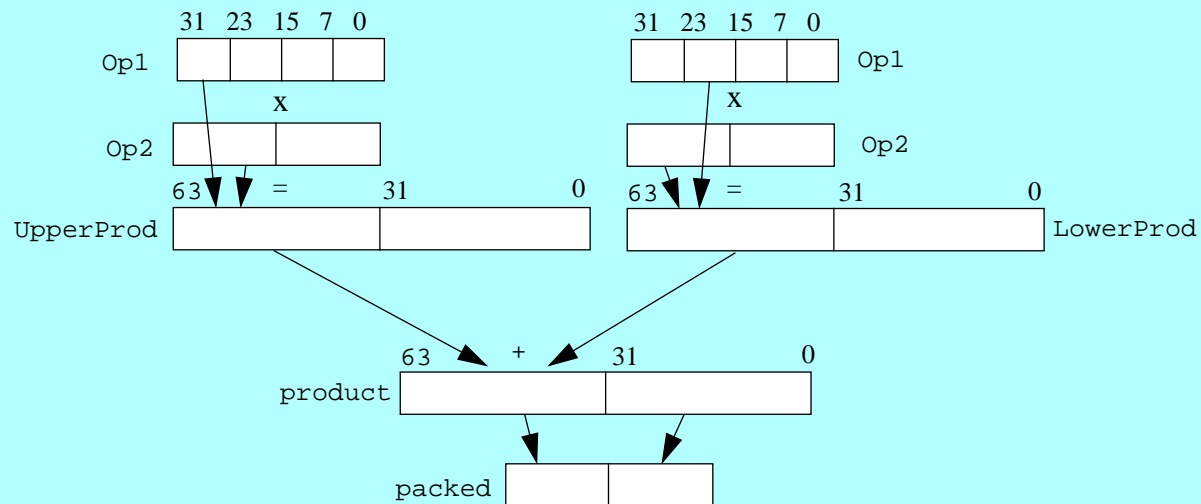 31 23 15 7 0
Op1
x
Op2
63 = 31 0
UpperProd
31 23 15 7 0
Op1
x
Op2
63 = 31 0
LowerProd
63 + 31 0
product
packed